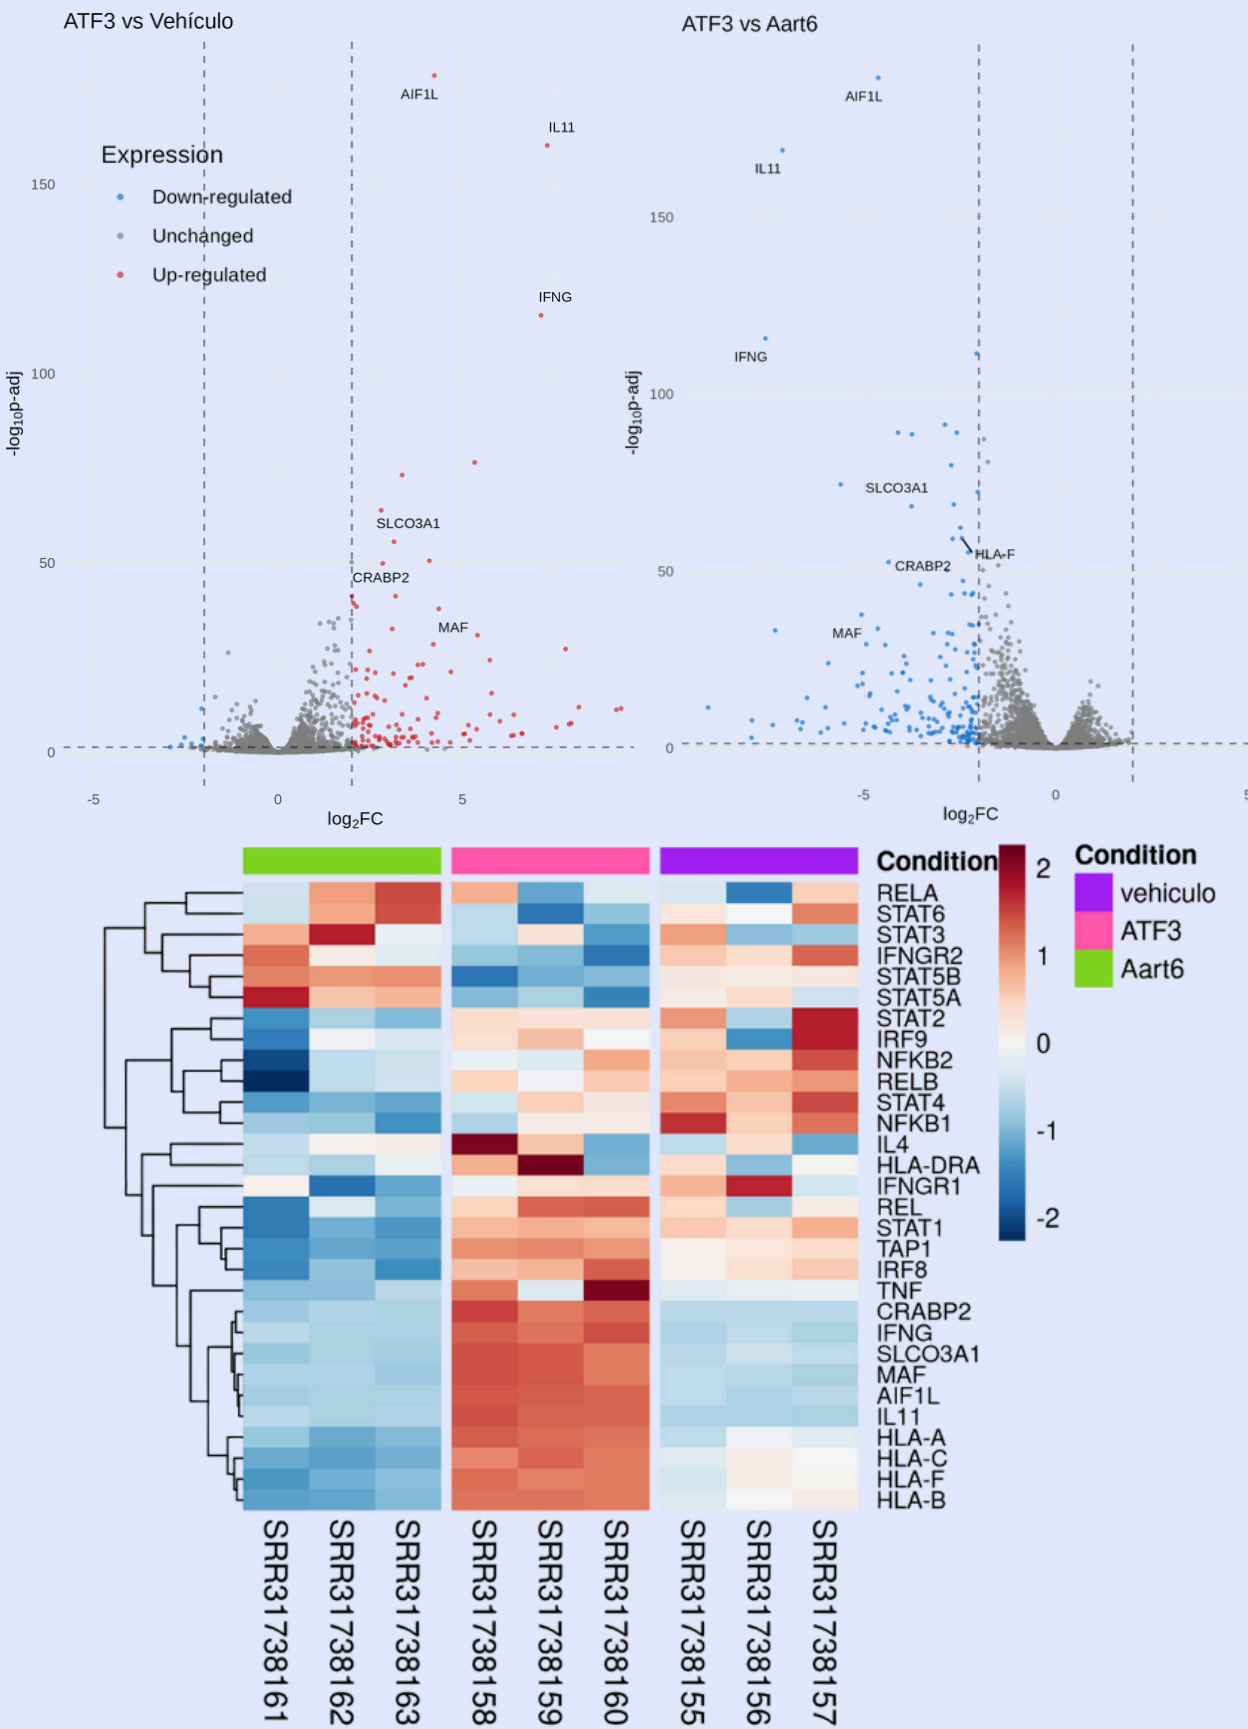 ATF3 vs Vehículo
AIF1L
IL11
Expression
Down-regulated
Unchanged
Up-regulated
IFNG
SLCO3A1
CRABP2
MAF
150
100
50
0
-log10p-adj
-5
0
5
log2FC
ATF3 vs Aart6
AIF1L
IL11
IFNG
SLCO3A1
HLA-F
CRABP2
MAF
150
100
50
0
-log10p-adj
-5
0
5
log2FC
Condition
RELA
STAT6
STAT3
IFNGR2
STAT5B
STAT5A
STAT2
IRF9
NFKB2
RELB
STAT4
NFKB1
IL4
HLA-DRA
IFNGR1
REL
STAT1
TAP1
IRF8
TNF
CRABP2
IFNG
SLCO3A1
MAF
AIF1L
IL11
HLA-A
HLA-C
HLA-F
HLA-B
2
1
0
-1
-2
Condition
vehiculo
ATF3
Aart6
SRR31738161
SRR31738162
SRR31738163
SRR31738158
SRR31738159
SRR31738160
SRR31738155
SRR31738156
SRR31738157